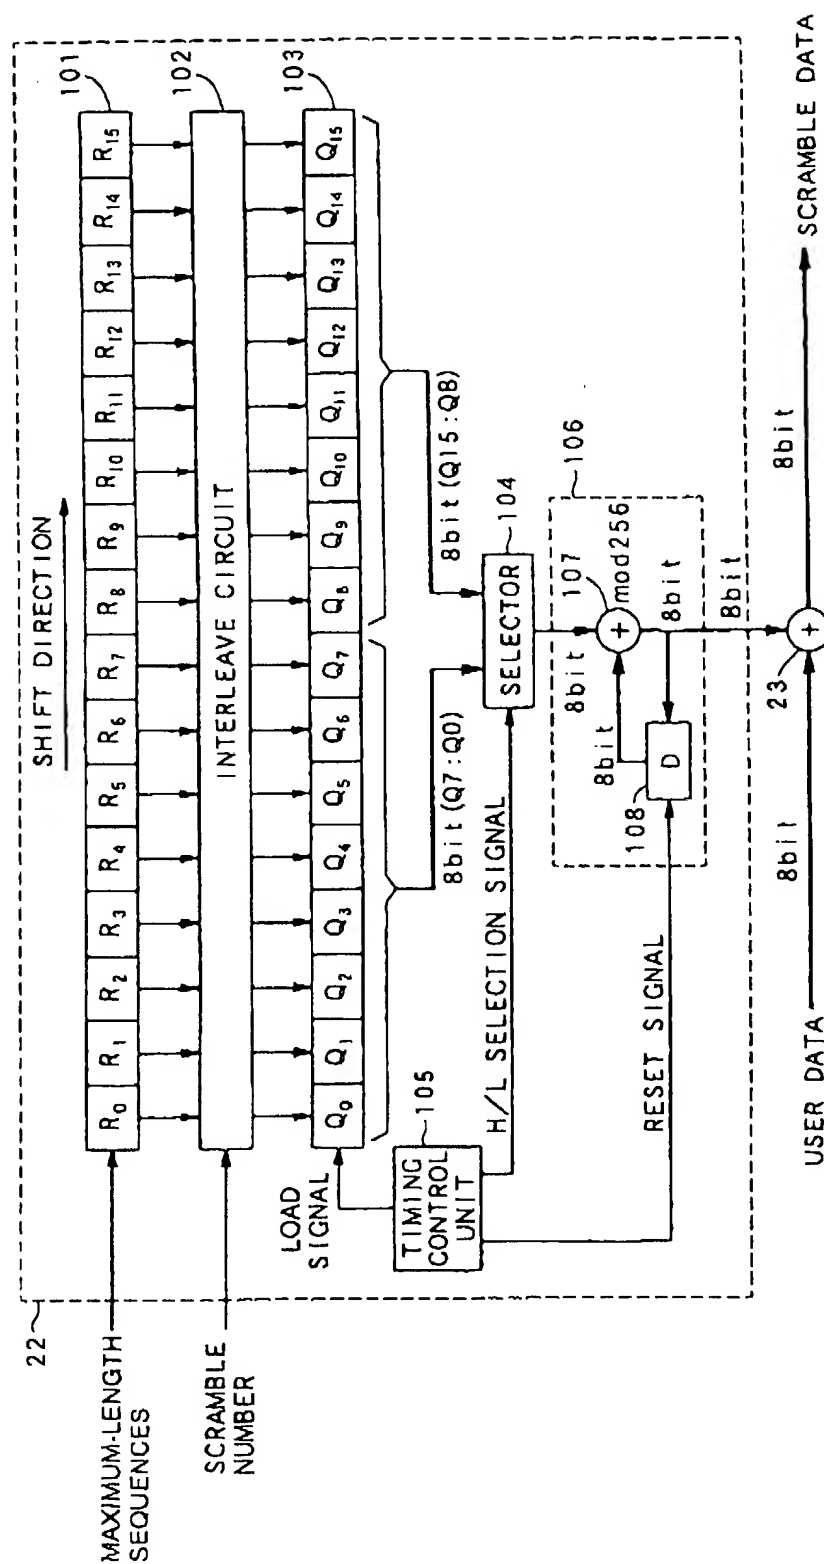 22
MAXIMUM-LENGTH
SEQUENCES
SCRAMBLE
NUMBER
SHIFT DIRECTION
R0 R1 R2 R3 R4 R5 R6 R7 R8 R9 R10 R11 R12 R13 R14 R15
101
INTERLEAVE CIRCUIT
102
Q0 Q1 Q2 Q3 Q4 Q5 Q6 Q7 Q8 Q9 Q10 Q11 Q12 Q13 Q14 Q15
103
LOAD
SIGNAL
8bit(Q7:Q0)
8bit(Q15:Q8)
TIMING
CONTROL
UNIT
105
H/L SELECTION SIGNAL
SELECTOR
104
8bit
106
107
mod256
+
8bit
8bit
D
108
RESET SIGNAL
8bit
23
+
USER DATA
8bit
8bit
SCRAMBLE DATA